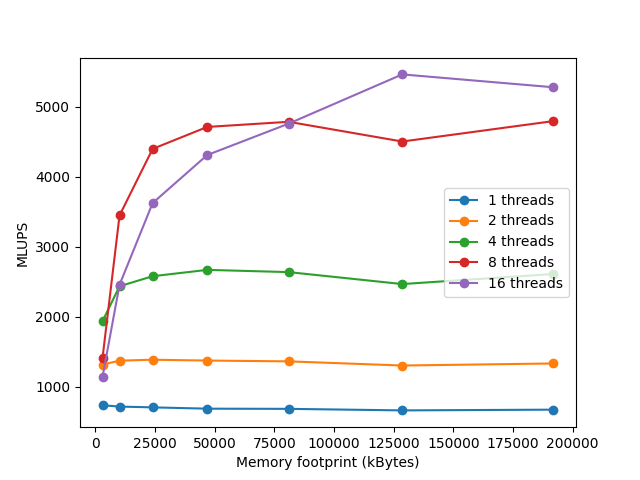 MLUPS
5000
4000
3000
2000
1000
1 threads
2 threads
4 threads
8 threads
16 threads
0 25000 50000 75000 100000 125000 150000 175000 200000
Memory footprint (kBytes)